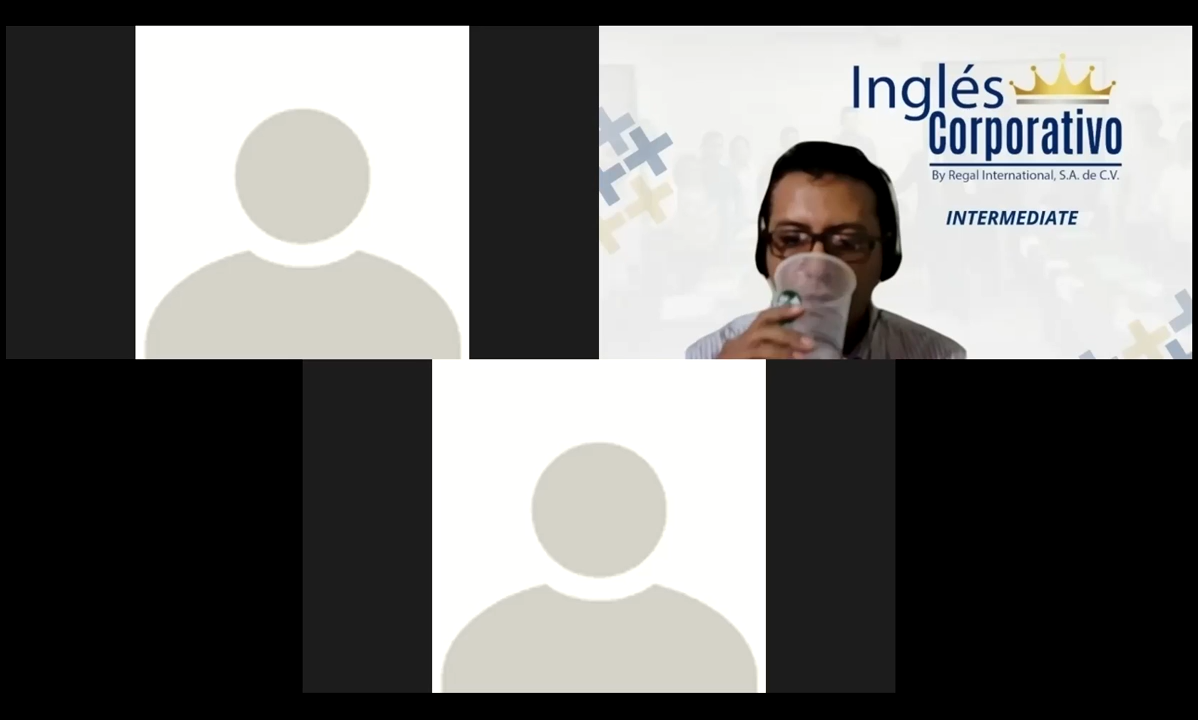 Inglés
Corporativo
By Regal International, S.A. de C.V.
INTERMEDIATE